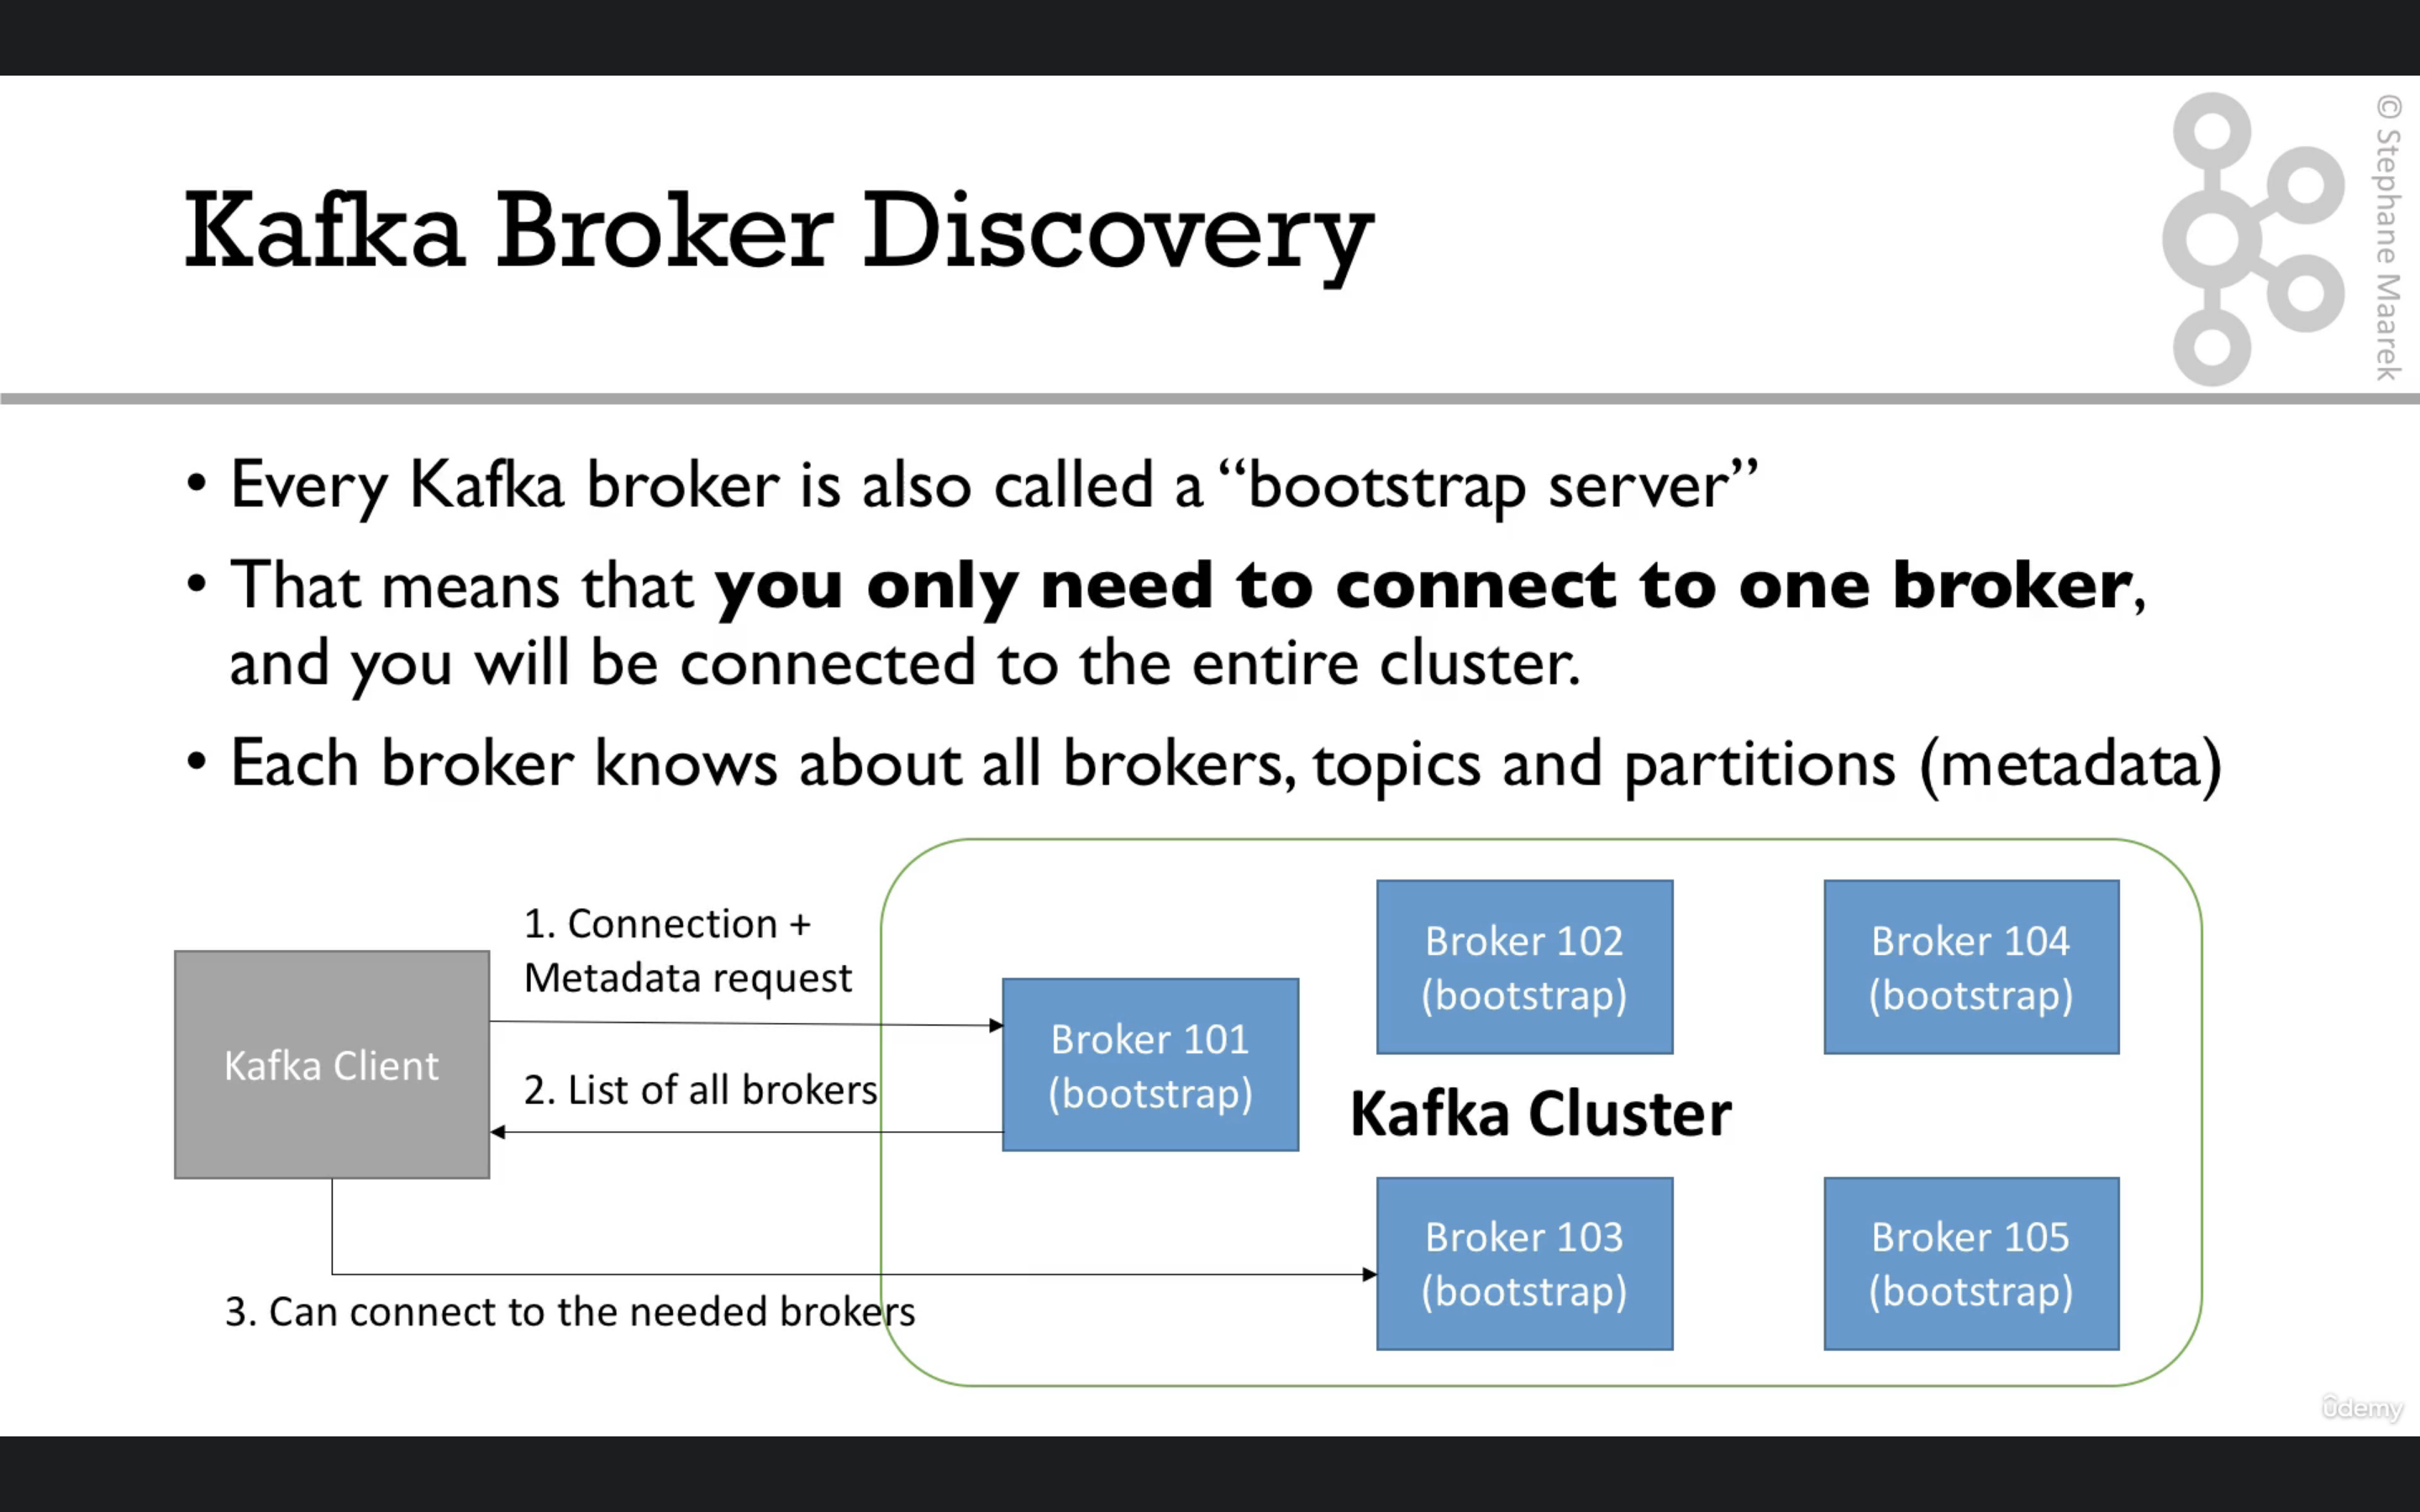 © Stephane Maarek
Kafka Broker Discovery
• Every Kafka broker is also called a “bootstrap server”
• That means that you only need to connect to one broker,
and you will be connected to the entire cluster.
• Each broker knows about all brokers, topics and partitions (metadata)
Kafka Client
1. Connection +
Metadata request
2. List of all brokers
3. Can connect to the needed brokers
Broker 101
(bootstrap)
Broker 102
(bootstrap)
Broker 104
(bootstrap)
Kafka Cluster
Broker 103
(bootstrap)
Broker 105
(bootstrap)
ûdemy